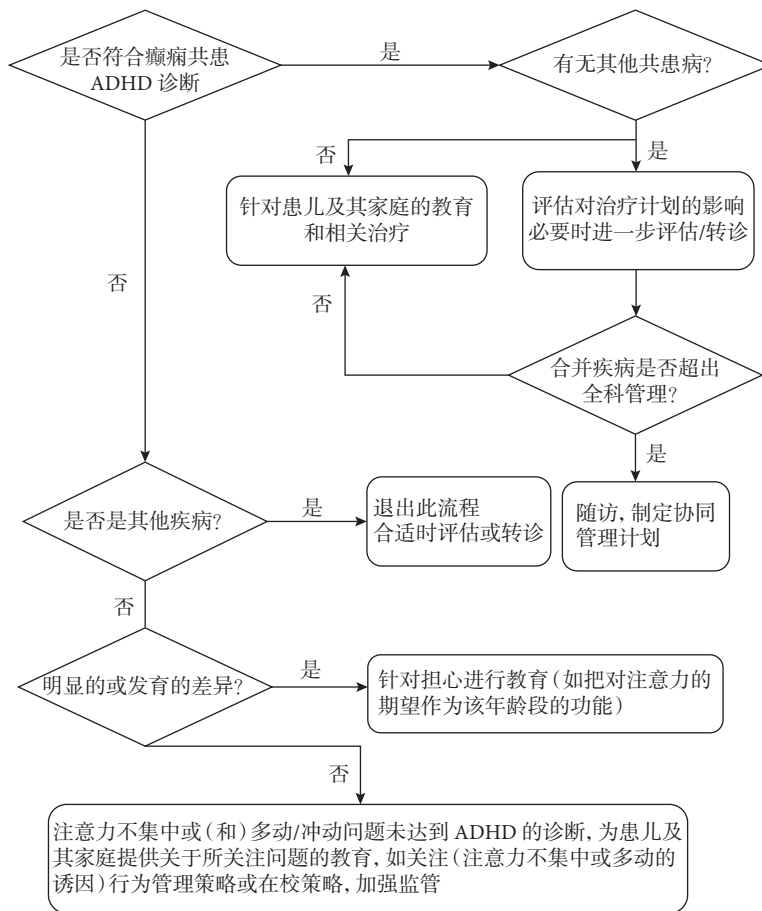 是否符合癫痫共患
ADHD 诊断
是
有无其他共患病?
否
是
针对患儿及其家庭的教育
和相关治疗
评估对治疗计划的影响
必要时进一步评估/转诊
否
否
合并疾病是否超出
全科管理?
是
是否是其他疾病?
是
退出此流程
合适时评估或转诊
随访, 制定协同
管理计划
否
明显的或发育的差异?
是
针对担心进行教育(如把对注意力的
期望作为该年龄段的功能)
否
注意力不集中或(和)多动/冲动问题未达到 ADHD 的诊断, 为患儿及
其家庭提供关于所关注问题的教育, 如关注(注意力不集中或多动的
诱因)行为管理策略或在校策略, 加强监管